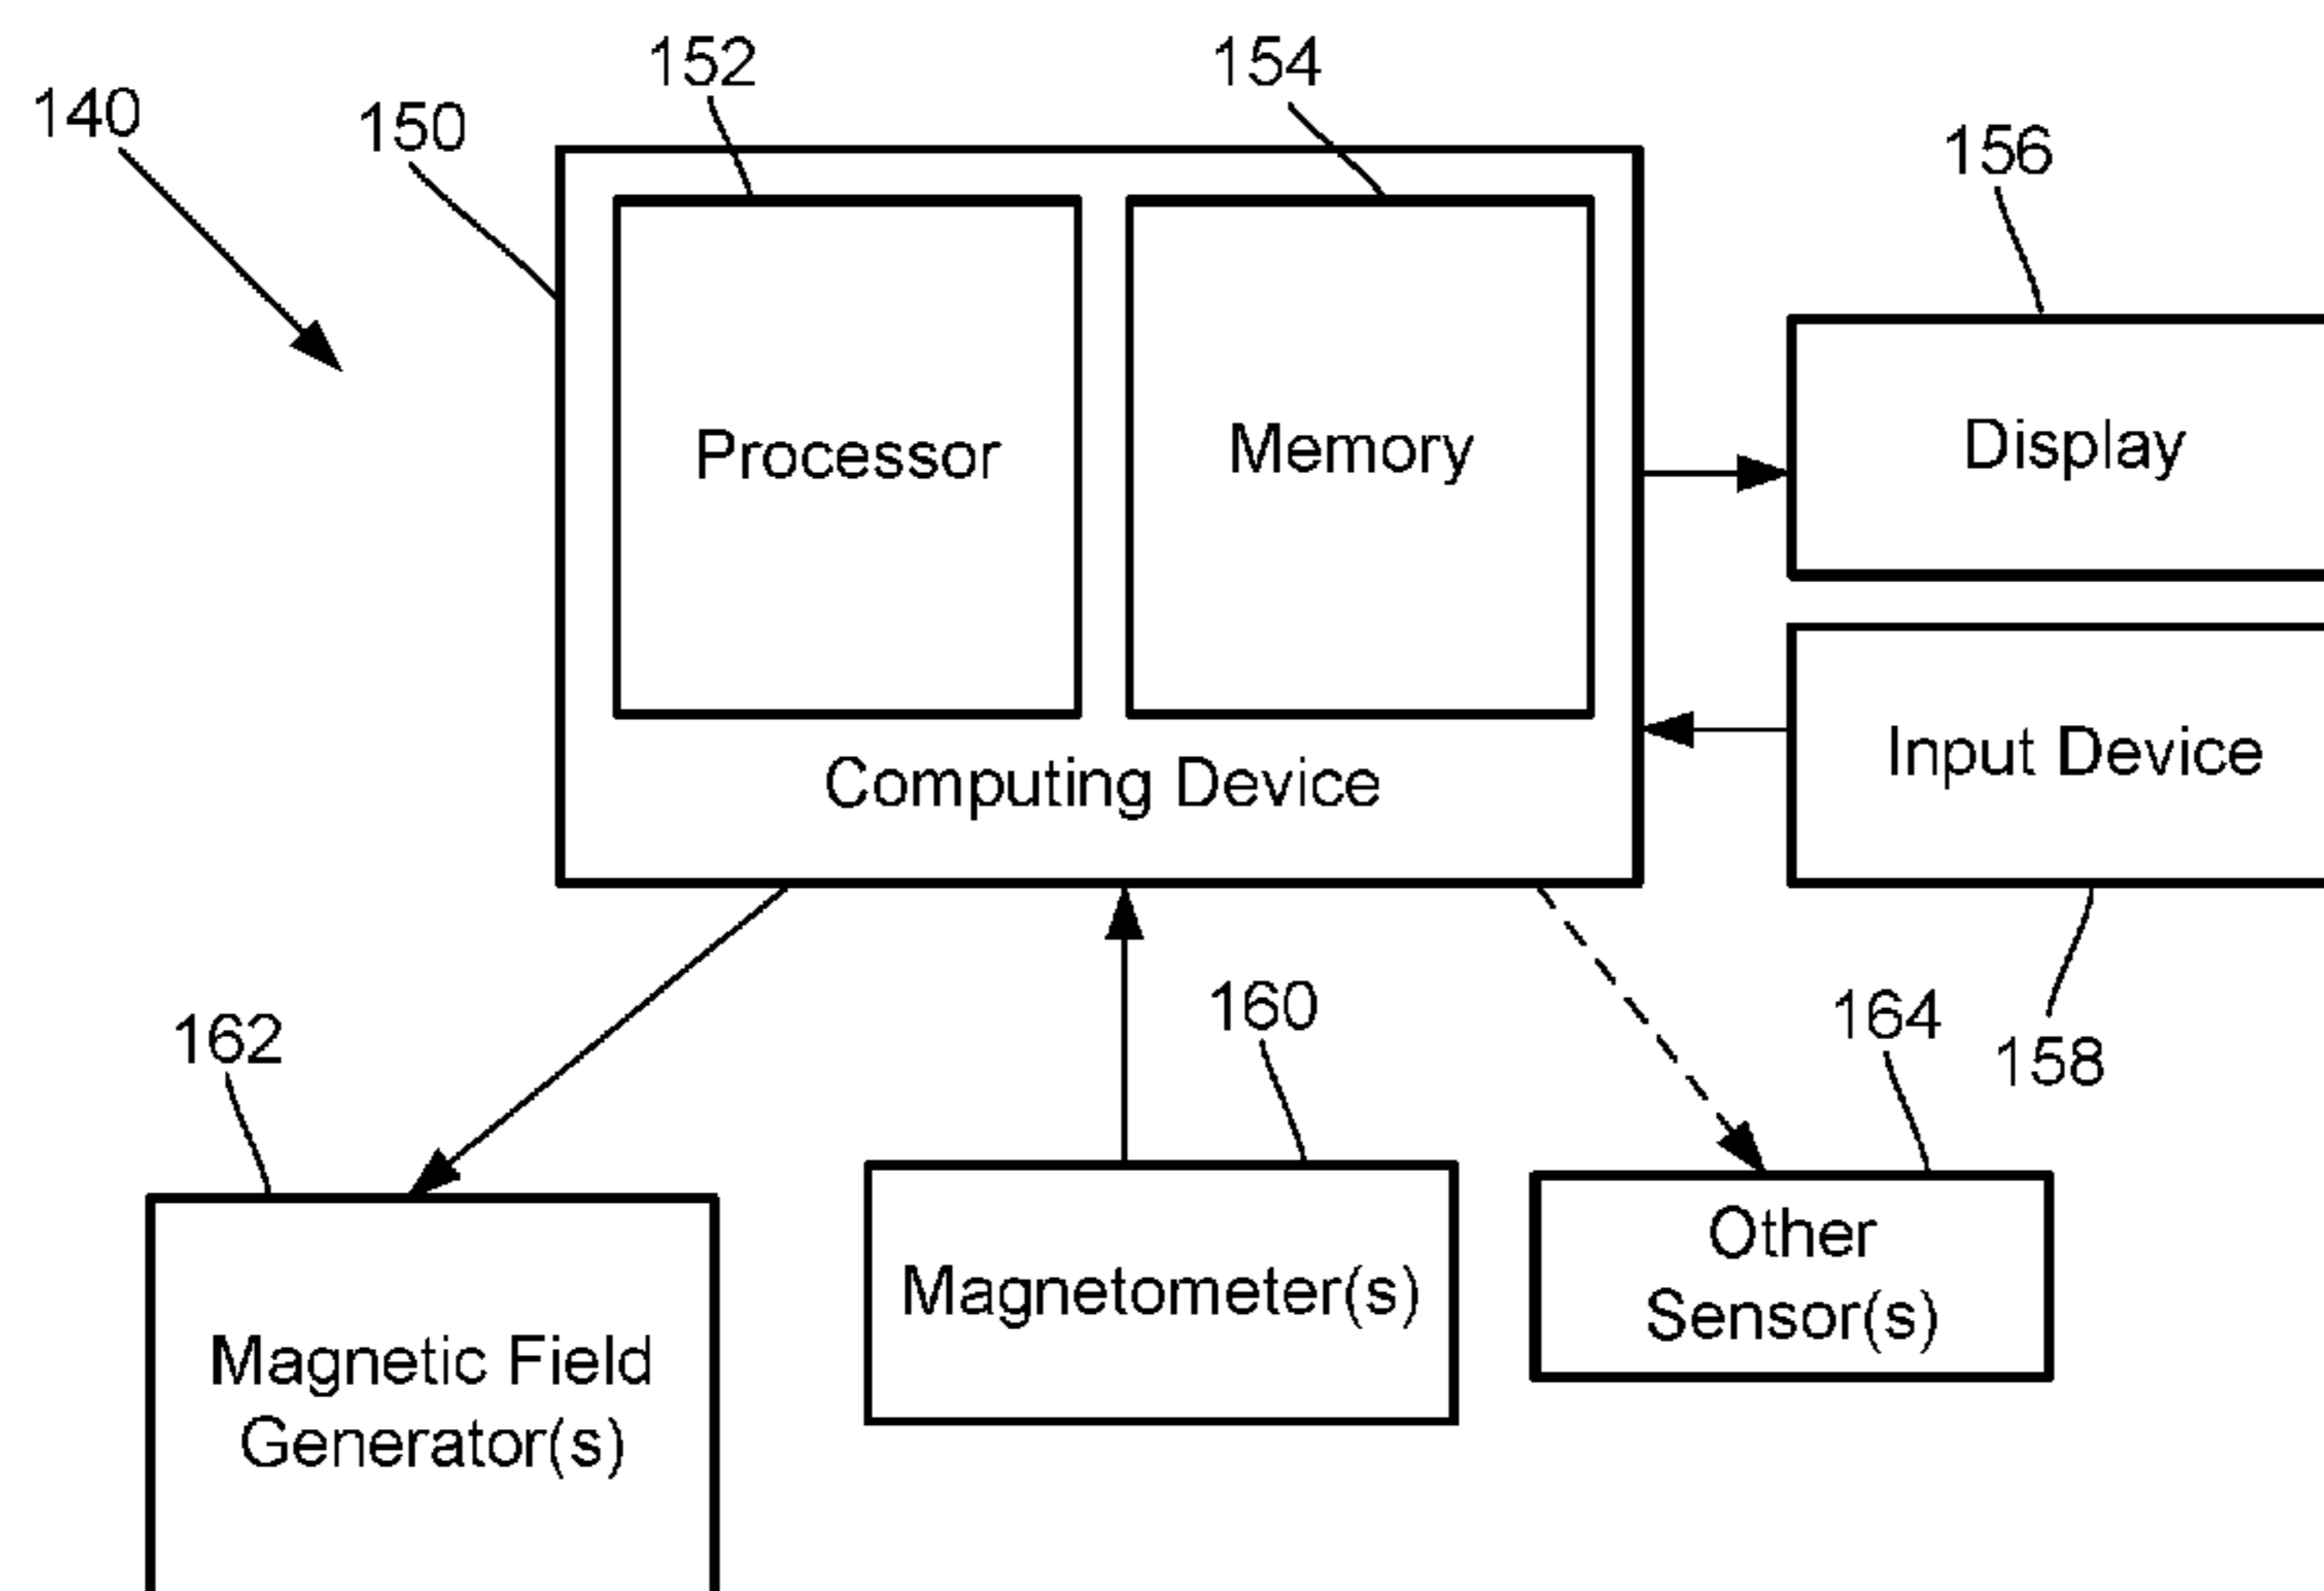 152
154
140
150
156
Processor
Memory
Display
Input Device
Computing Device
160
164
162
158
Other
Sensor(s)
Magnetometer(s)
Magnetic Field
Generator(s)